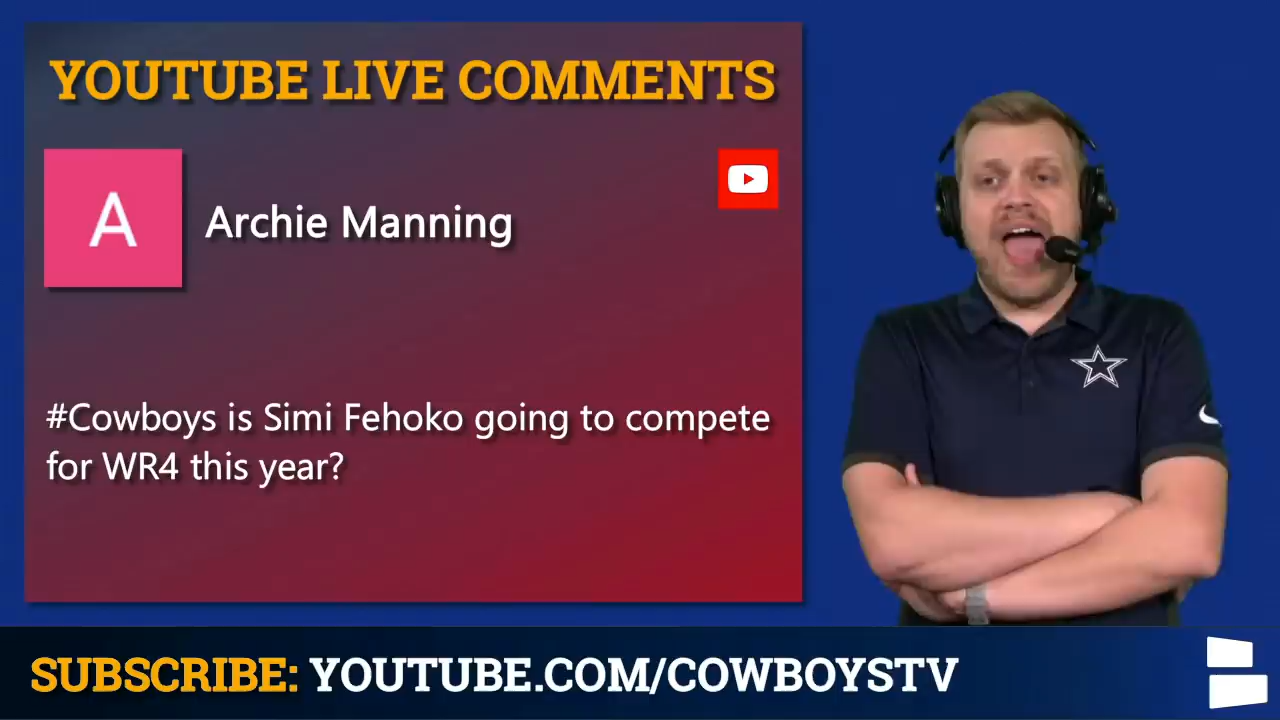 YOUTUBE LIVE COMMENTS
A
Archie Manning
#Cowboys is Simi Fehoko going to compete
for WR4 this year?
SUBSCRIBE: YOUTUBE.COM/COWBOYSTV